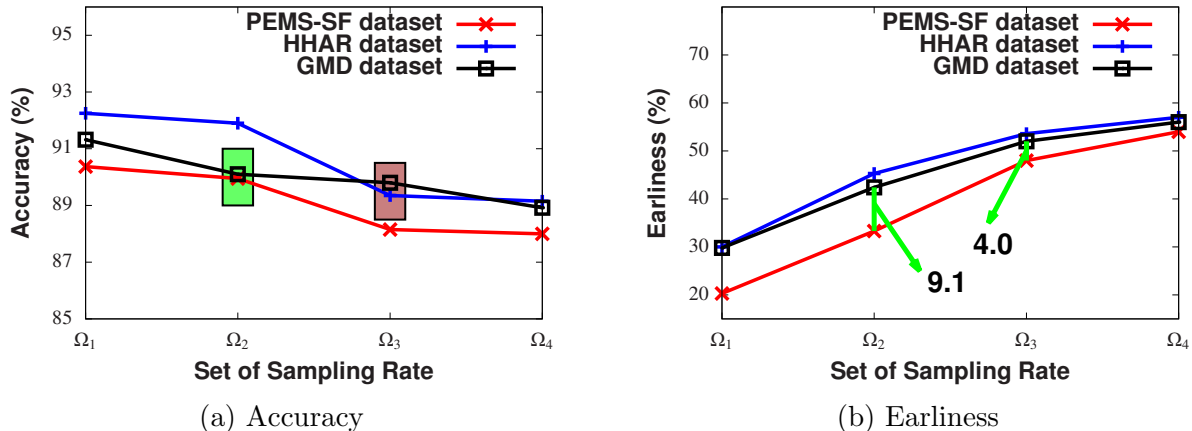 PEMS-SF dataset
HHAR dataset
GMD dataset
95
93
91
89
87
85
Accuracy (%)
Ω1 Ω2 Ω3 Ω4
Set of Sampling Rate
(a) Accuracy
PEMS-SF dataset
HHAR dataset
GMD dataset
70
60
50
40
30
20
Earliness (%)
4.0
9.1
Ω1 Ω2 Ω3 Ω4
Set of Sampling Rate
(b) Earliness